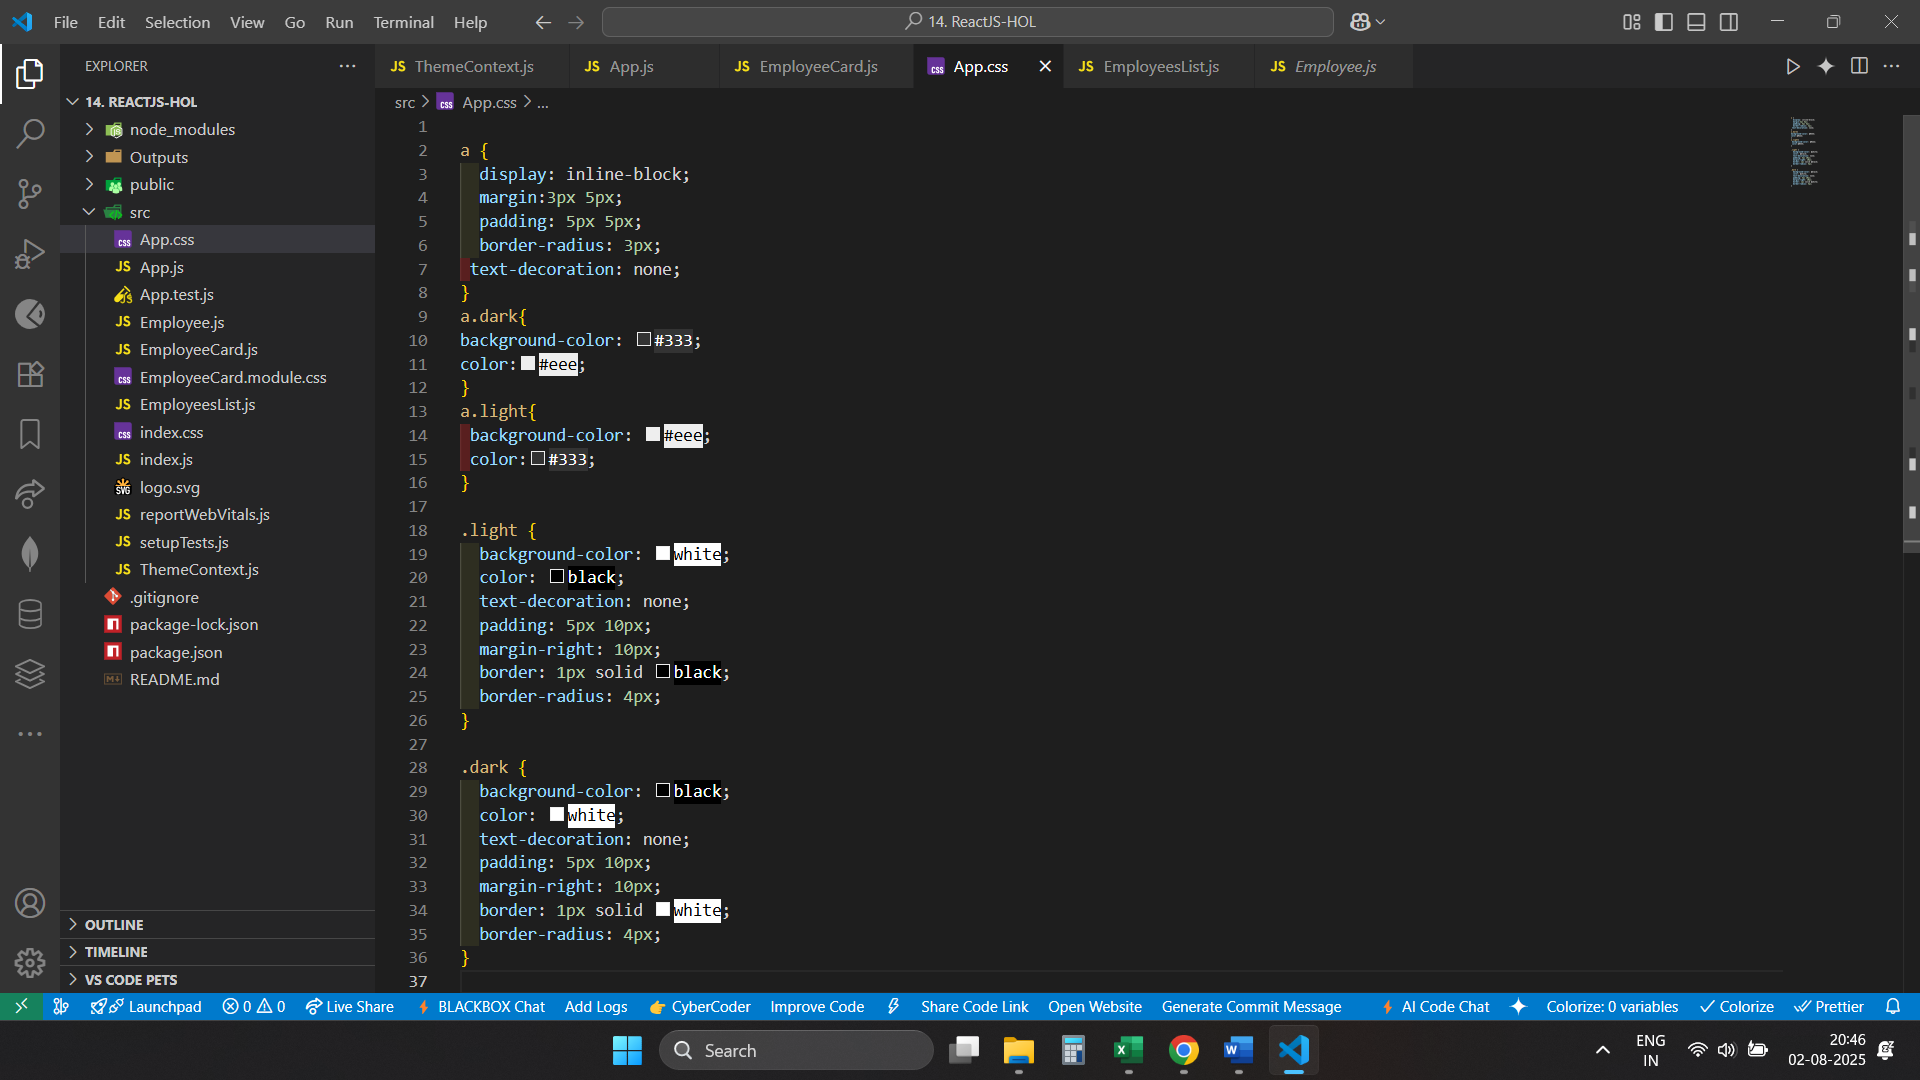 File Edit Selection View Go Run Terminal Help
14. ReactJS-HOL
EXPLORER
14. REACTJS-HOL
node_modules
Outputs
public
src
App.css
JS App.js
App.test.js
JS Employee.js
JS EmployeeCard.js
EmployeeCard.module.css
JS EmployeesList.js
index.css
JS index.js
logo.svg
JS reportWebVitals.js
JS setupTests.js
JS ThemeContext.js
.gitignore
package-lock.json
package.json
README.md
OUTLINE
TIMELINE
VS CODE PETS
JS ThemeContext.js JS App.js JS EmployeeCard.js App.css JS EmployeesList.js JS Employee.js
src > App.css > ...
1
2 a {
3 display: inline-block;
4 margin:3px 5px;
5 padding: 5px 5px;
6 border-radius: 3px;
7 text-decoration: none;
8 }
9 a.dark{
10 background-color: #333;
11 color: #eee;
12 }
13 a.light{
14 background-color: #eee;
15 color: #333;
16 }
17
18 .light {
19 background-color: white;
20 color: black;
21 text-decoration: none;
22 padding: 5px 10px;
23 margin-right: 10px;
24 border: 1px solid black;
25 border-radius: 4px;
26 }
27
28 .dark {
29 background-color: black;
30 color: white;
31 text-decoration: none;
32 padding: 5px 10px;
33 margin-right: 10px;
34 border: 1px solid white;
35 border-radius: 4px;
36 }
37
Launchpad 0 0 Live Share BLACKBOX Chat Add Logs CyberCoder Improve Code Share Code Link Open Website Generate Commit Message AI Code Chat Colorize: 0 variables Colorize Prettier
Search
ENG
IN
20:46
02-08-2025